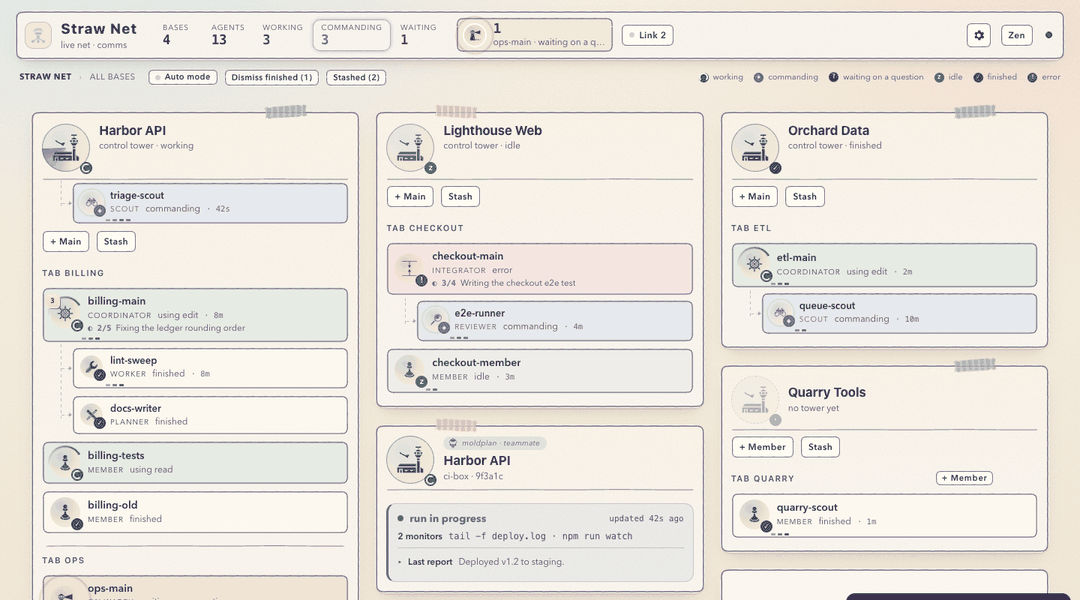 Straw Net
live net · comms
BASES
4
AGENTS
13
WORKING
3
COMMANDING
3
WAITING
1
1
ops-main · waiting on a q…
Link 2
Zen
STRAW NET › ALL BASES
Auto mode
Dismiss finished (1)
Stashed (2)
working
commanding
waiting on a question
idle
finished
error
Harbor API
control tower · working
triage-scout
SCOUT commanding · 42s
+ Main
Stash
TAB BILLING
3
billing-main
COORDINATOR using edit · 8m
2/5 Fixing the ledger rounding order
lint-sweep
WORKER finished · 8m
docs-writer
PLANNER finished
billing-tests
MEMBER using read
billing-old
MEMBER finished
TAB OPS
ops-main
Lighthouse Web
control tower · idle
+ Main
Stash
TAB CHECKOUT
checkout-main
INTEGRATOR error
3/4 Writing the checkout e2e test
e2e-runner
REVIEWER commanding · 4m
checkout-member
MEMBER idle · 3m
moldplan · teammate
Harbor API
ci-box · 9f3a1c
run in progress
updated 42s ago
2 monitors tail -f deploy.log · npm run watch
• Last report Deployed v1.2 to staging.
Orchard Data
control tower · finished
+ Main
Stash
TAB ETL
etl-main
COORDINATOR using edit · 2m
queue-scout
SCOUT commanding · 10m
Quarry Tools
no tower yet
+ Member
Stash
TAB QUARRY
+ Member
quarry-scout
MEMBER finished · 1m